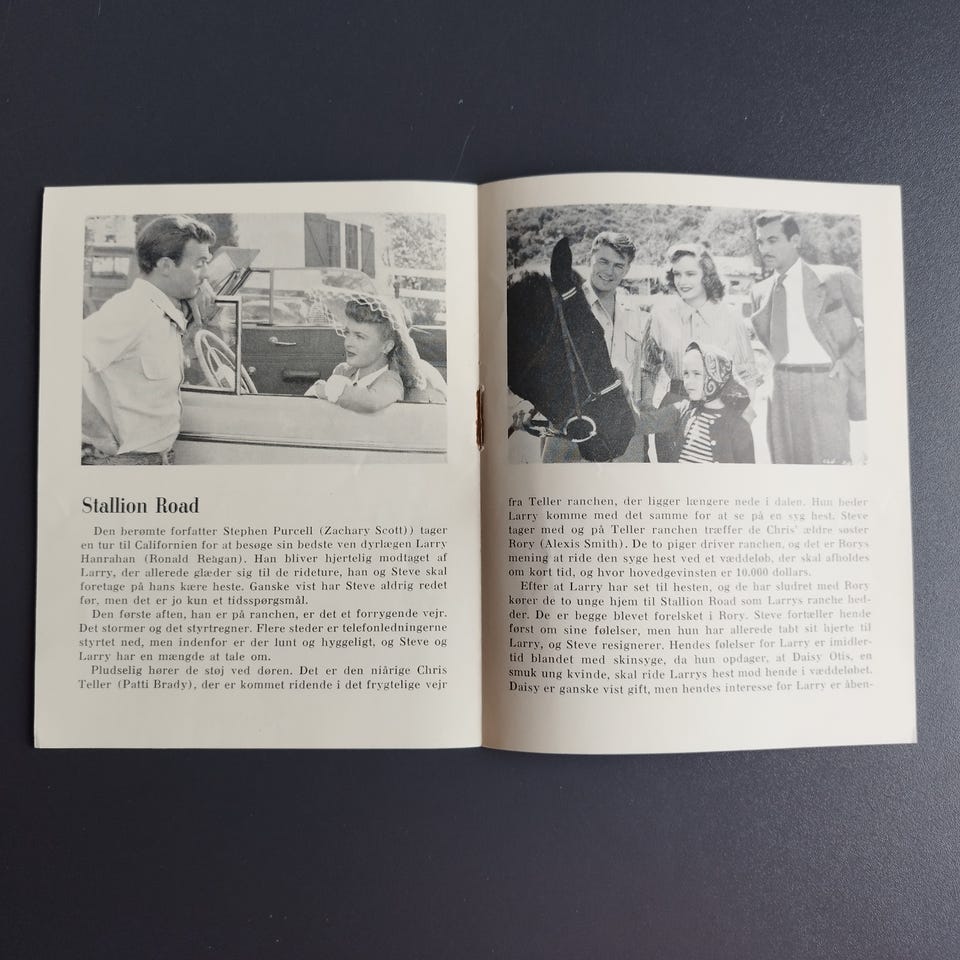 Stallion Road
Den berømte forfatter Stephen Purcell (Zachary Scott)) tager
en tur til Californien for at besøge sin bedste ven dyrlægen Larry
Hanrahan (Ronald Reagan). Han bliver hjertelig modtaget af
Larry, der allerede glæder sig til de rideture, han og Steve skal
foretage på hans kære heste. Ganske vist har Steve aldrig redet
før, men det er jo kun et tidsspørgsmål.
Den første aften, han er på ranchen, er det et forrygende vejr.
Det stormer og det styrtregner. Flere steder er telefonledningerne
styrtet ned, men indenfor er der lunt og hyggeligt, og Steve og
Larry har en mængde at tale om.
Pludselig hører de støj ved døren. Det er den niårige Chris
Teller (Patti Brady), der er kommet ridende i det frygtelige vejr
fra Teller ranchen, der ligger længere nede i dalen. Hun beder
Larry komme med det samme for at se på en syg hest. Steve
tager med og på Teller ranchen træffer de Chris' ældre søster
Rory (Alexis Smith). De to piger driver ranchen, og det er Rorys
mening at ride den syge hest ved et væddeløb, der skal afholdes
om kort tid, og hvor hovedgevinsten er 10.000 dollars.
Efter at Larry har set til hesten, og de har sludret med Rory
kører de to unge hjem til Stallion Road som Larrys ranche hed-
der. De er begge blevet forelsket i Rory. Steve fortæller hende
først om sine følelser, men hun har allerede tabt sit hjerte til
Larry, og Steve resignerer. Hendes følelser for Larry er imidler-
tid blandet med skinsyge, da hun opdager, at Daisy Otis, en
smuk ung kvinde, skal ride Larrys hest mod hende i væddeløbet.
Daisy er ganske vist gift, men hendes interesse for Larry er åben-